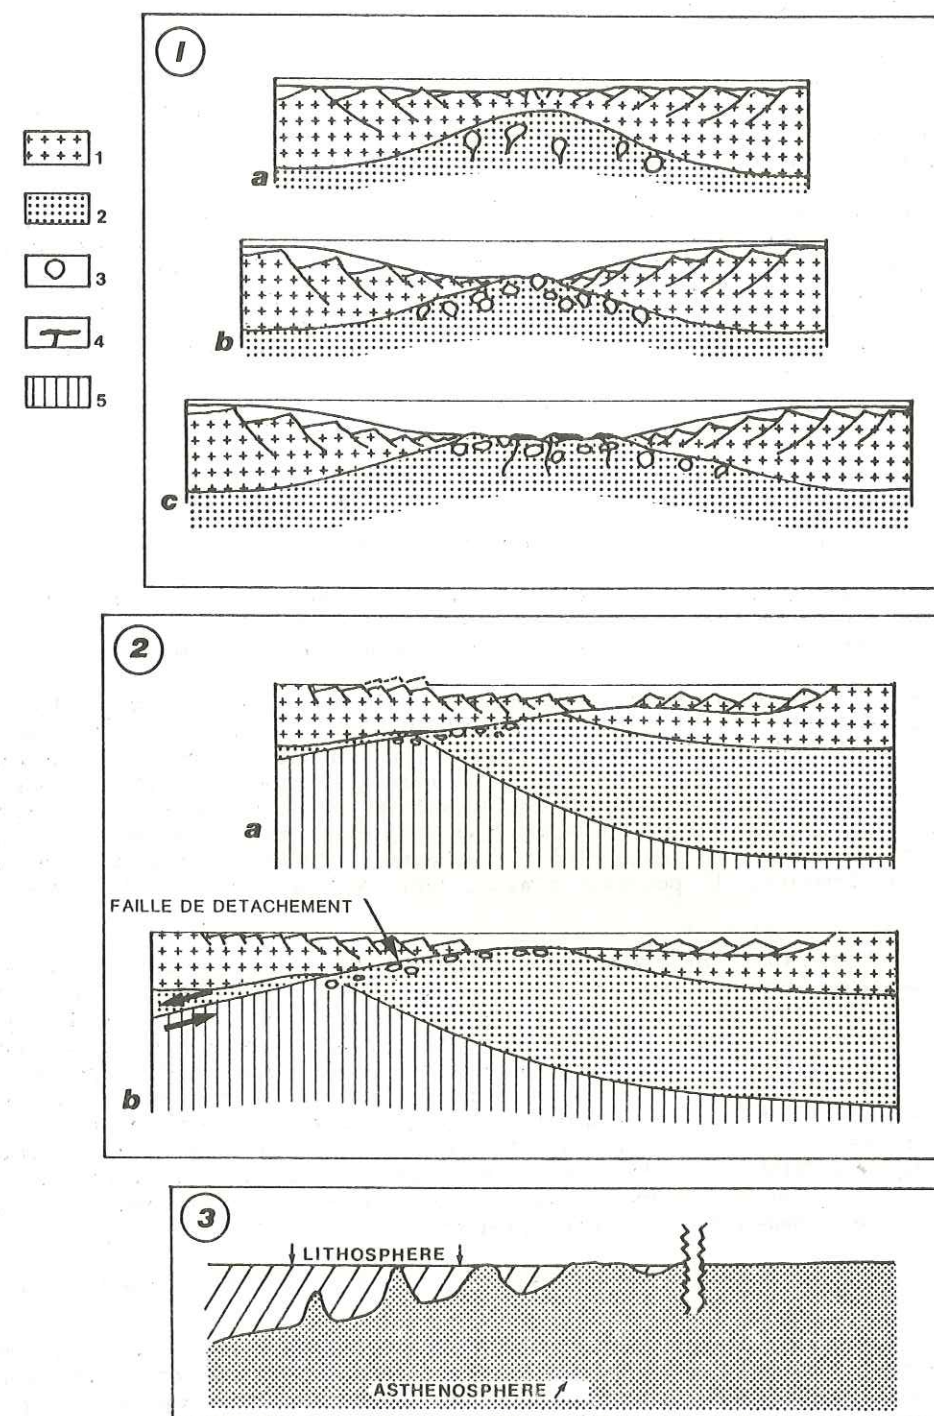 1
a
1
2
3
b
4
5
c
2
a
FAILLE DE DETACHEMENT
b
3
LITHOSPHERE
ASTHENOSPHERE